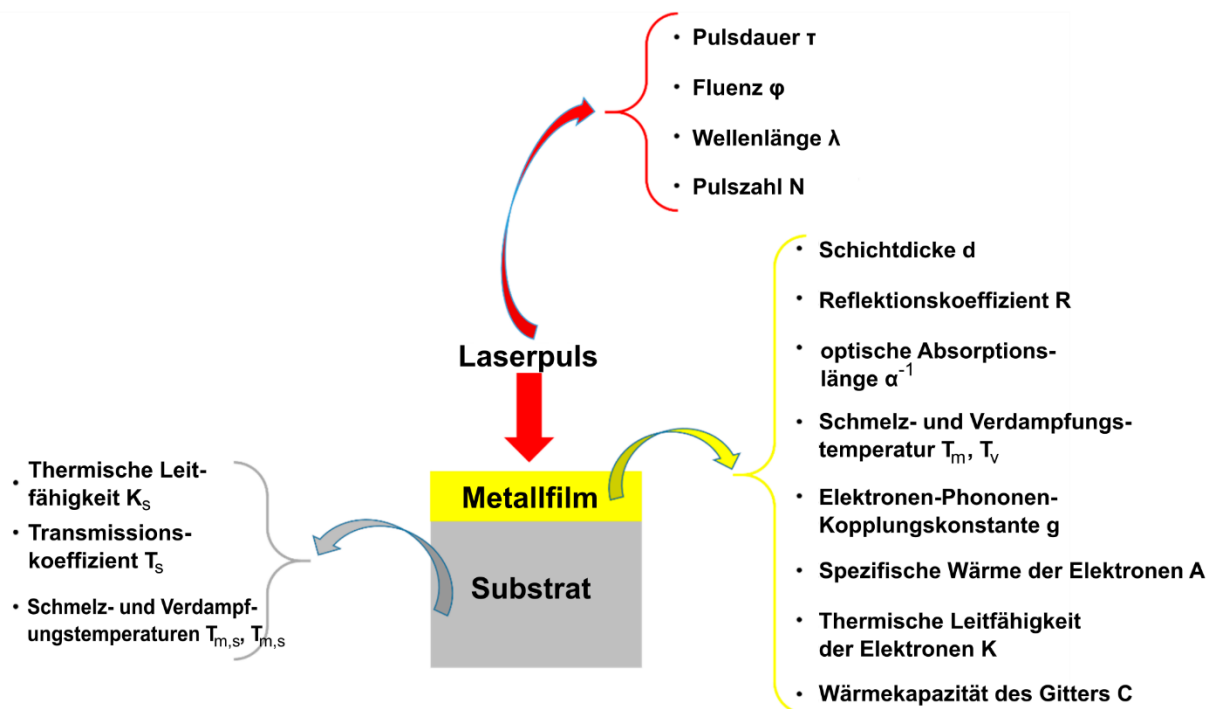 • Pulsdauer τ
• Fluenz φ
• Wellenlänge λ
• Pulszahl N
• Schichtdicke d
• Reflektionskoeffizient R
• optische Absorptions-
länge α⁻¹
• Schmelz- und Verdampfungs-
temperatur Tₘ, Tᵥ
• Elektronen-Phononen-
Kopplungskonstante g
• Spezifische Wärme der Elektronen A
• Thermische Leitfähigkeit
der Elektronen K
• Wärmekapazität des Gitters C
Laserpuls
Metallfilm
Substrat
• Thermische Leit-
fähigkeit Kₛ
• Transmissions-
koeffizient Tₛ
• Schmelz- und Verdampf-
ungstemperaturen Tₘ,ₛ, Tₘ,ₛ